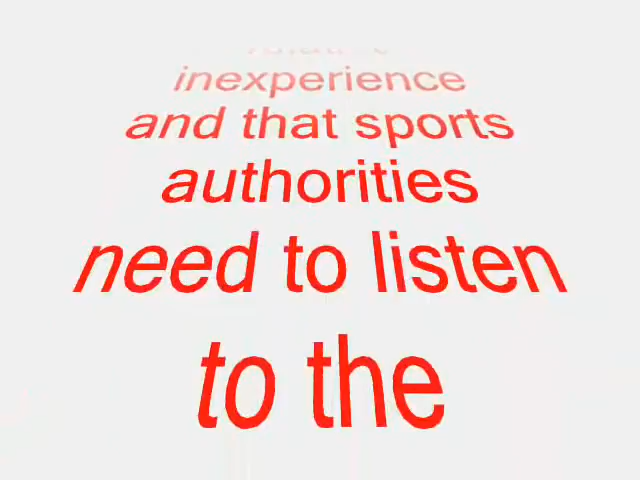 inexperience
and that sports
authorities
need to listen
to the